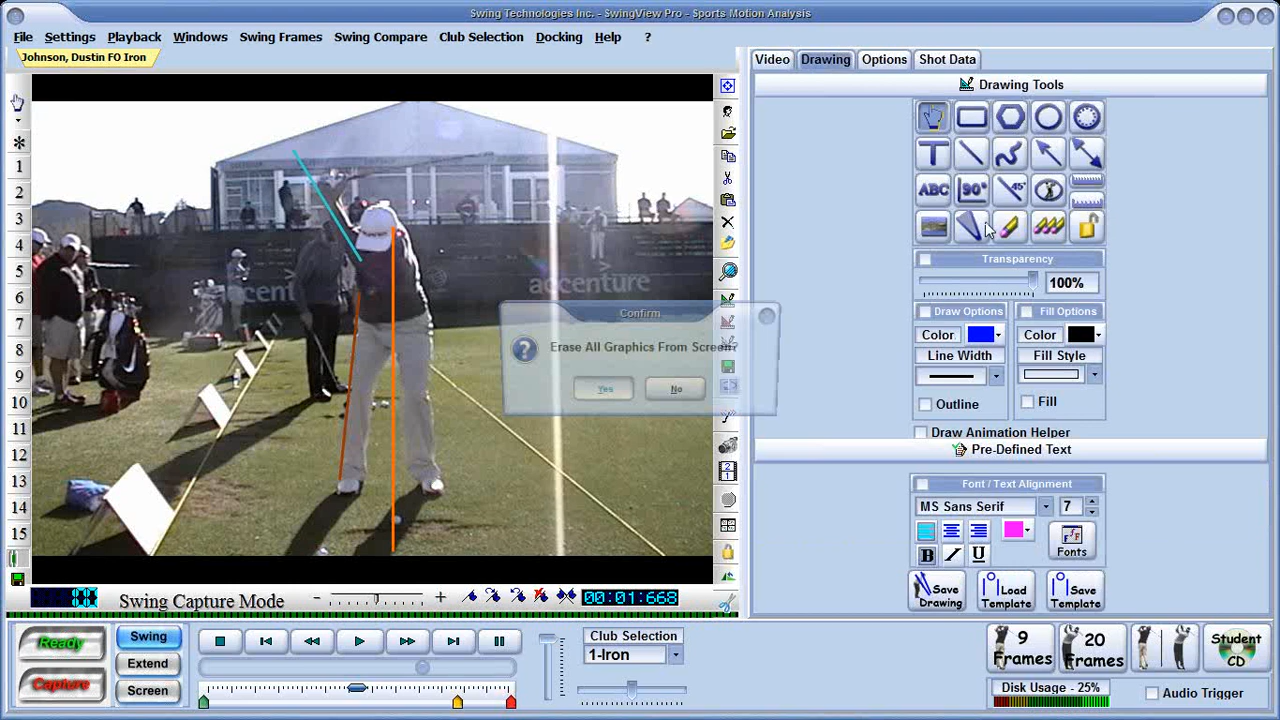 Swing Technologies Inc. - SwingView Pro - Sports Motion Analysis
File Settings Playback Windows Swing Frames Swing Compare Club Selection Docking Help ?
Johnson, Dustin FO Iron
Video Drawing Options Shot Data
Drawing Tools
T
ABC 90° 45°
Transparency
100%
Draw Options Fill Options
Color Color
Line Width Fill Style
Outline Fill
Draw Animation Helper
Pre-Defined Text
Font / Text Alignment
MS Sans Serif 7
B I U Fonts
Save Drawing Load Template Save Template
1
2
3
4
5
6
7
8
9
10
11
12
13
14
15
accenture
accent
Confirm
Erase All Graphics From Screen?
Yes No
Swing Capture Mode - + 00:01:668
Ready Swing Club Selection
Extend 1-Iron
Capture Screen
9 Frames 20 Frames Student CD
Disk Usage - 25% Audio Trigger